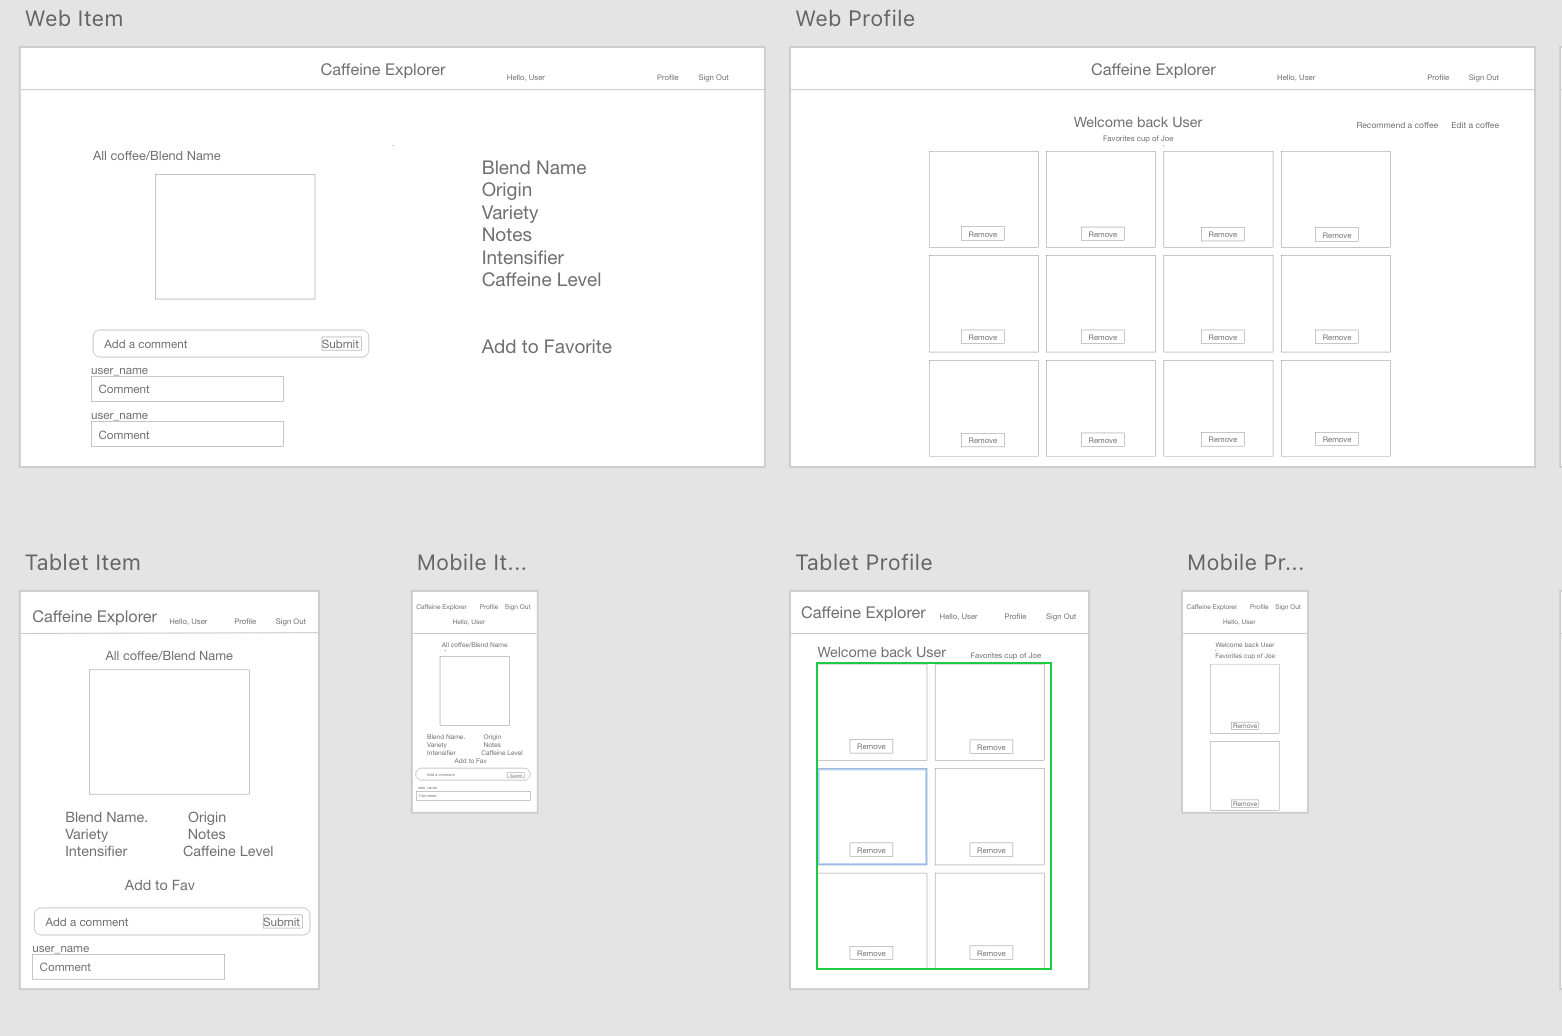 Web Item
Caffeine Explorer
Hello, User
Profile
Sign Out
All coffee/Blend Name
Blend Name
Origin
Variety
Notes
Intensifier
Caffeine Level
Add to Favorite
Add a comment
Submit
user_name
Comment
user_name
Comment
Web Profile
Caffeine Explorer
Hello, User
Profile
Sign Out
Welcome back User
Favorites cup of Joe
Recommend a coffee
Edit a coffee
Remove
Remove
Remove
Remove
Remove
Remove
Remove
Remove
Remove
Remove
Remove
Remove
Tablet Item
Caffeine Explorer
Hello, User
Profile
Sign Out
All coffee/Blend Name
Blend Name.
Origin
Variety
Notes
Intensifier
Caffeine Level
Add to Fav
Add a comment
Submit
user_name
Comment
Mobile It...
Caffeine Explorer
Profile
Sign Out
Hello, User
All coffee/Blend Name
Blend Name.
Origin
Variety
Notes
Intensifier
Caffeine Level
Add to Fav
Add a comment
Submit
user_name
Comment
Tablet Profile
Caffeine Explorer
Hello, User
Profile
Sign Out
Welcome back User
Favorites cup of Joe
Remove
Remove
Remove
Remove
Remove
Remove
Mobile Pr...
Caffeine Explorer
Profile
Sign Out
Hello, User
Welcome back User
Favorites cup of Joe
Remove
Remove